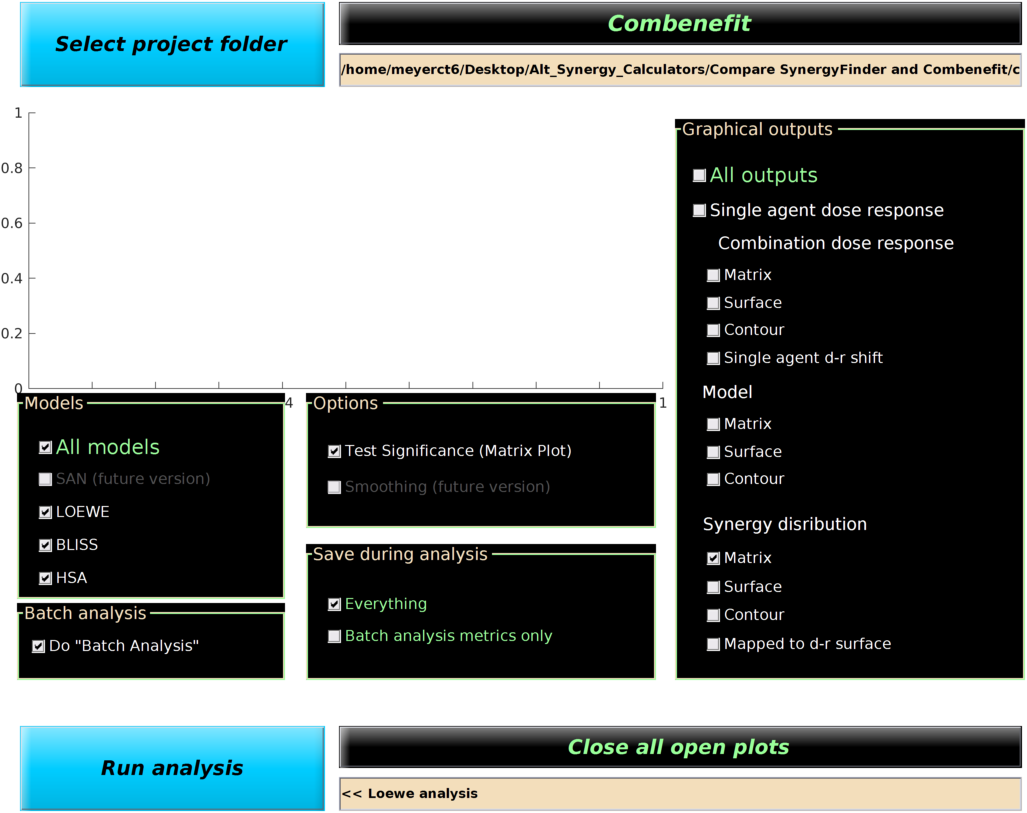 Select project folder
Combenefit
/home/meyerct6/Desktop/Alt_Synergy_Calculators/Compare SynergyFinder and Combenefit/c
1
0.8
0.6
0.4
0.2
0
4
1
Models
All models
SAN (future version)
LOEWE
BLISS
HSA
Batch analysis
Do "Batch Analysis"
Options
Test Significance (Matrix Plot)
Smoothing (future version)
Save during analysis
Everything
Batch analysis metrics only
Graphical outputs
All outputs
Single agent dose response
Combination dose response
Matrix
Surface
Contour
Single agent d-r shift
Model
Matrix
Surface
Contour
Synergy disribution
Matrix
Surface
Contour
Mapped to d-r surface
Run analysis
Close all open plots
<< Loewe analysis